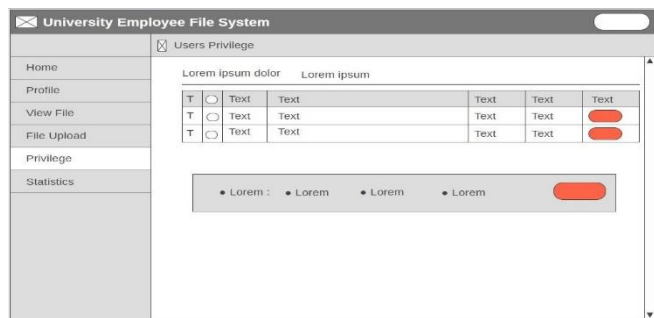 University Employee File System
Users Privilege
Home
Profile
View File
File Upload
Privilege
Statistics
Lorem ipsum dolor Lorem ipsum
T Text Text Text Text Text
T Text Text Text Text
T Text Text Text Text
• Lorem : • Lorem • Lorem • Lorem